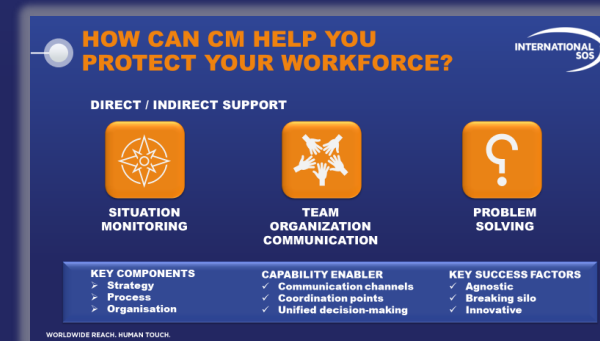 HOW CAN CM HELP YOU
PROTECT YOUR WORKFORCE?
INTERNATIONAL
SOS
DIRECT / INDIRECT SUPPORT
SITUATION
MONITORING
TEAM
ORGANIZATION
COMMUNICATION
PROBLEM
SOLVING
KEY COMPONENTS
Strategy
Process
Organisation
CAPABILITY ENABLER
Communication channels
Coordination points
Unified decision-making
KEY SUCCESS FACTORS
Agnostic
Breaking silo
Innovative
WORLDWIDE REACH. HUMAN TOUCH.